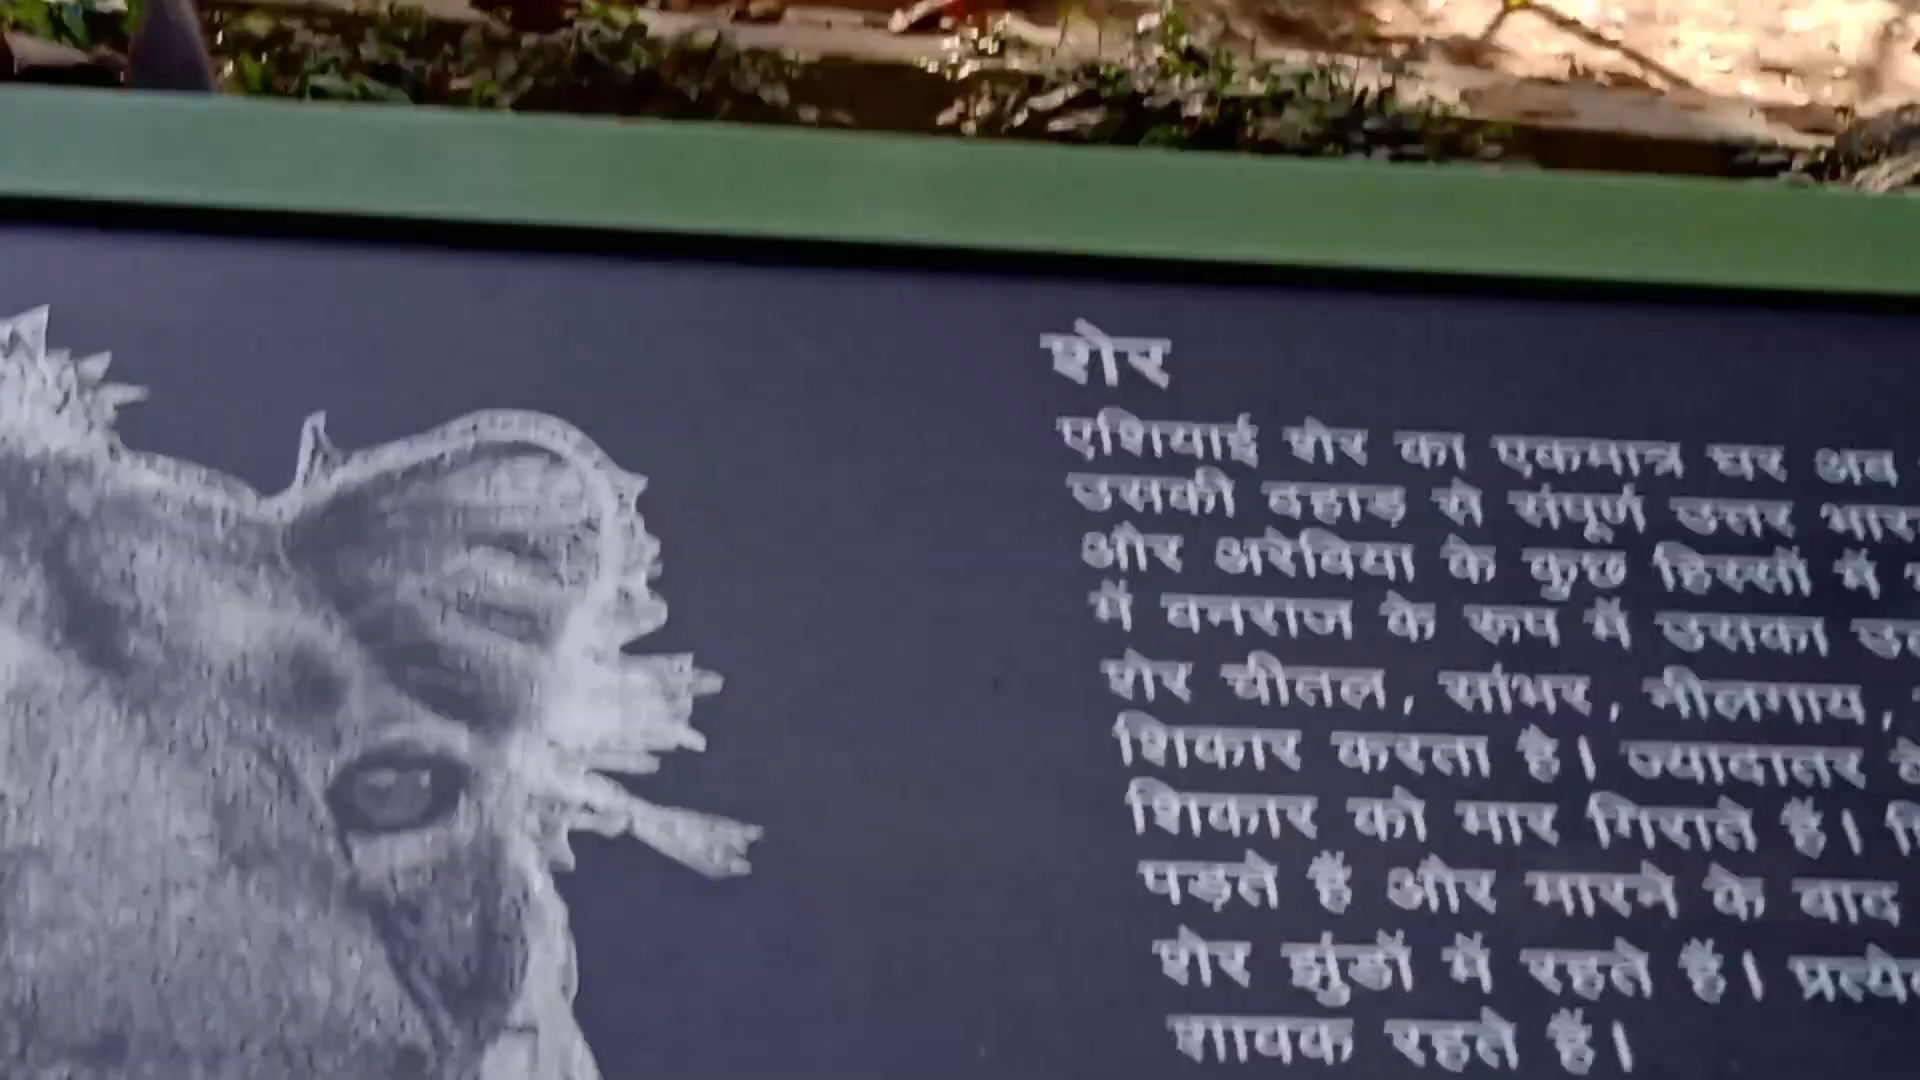 शेर
एशियाई शेर का एकमात्र घर अब
उसकी दहाड़ से संपूर्ण उत्तर भार
और अरेबिया के कुछ हिस्सों में
में वनराज के रूप में उसका
शेर चीतल, सांभर, नीलगाय,
शिकार करता है। ज्यादातर
शिकार को मार गिराते हैं।
पड़ते हैं और मारने के बाद
शेर झुंडों में रहते हैं। प्रत्ये
शावक रहते हैं।